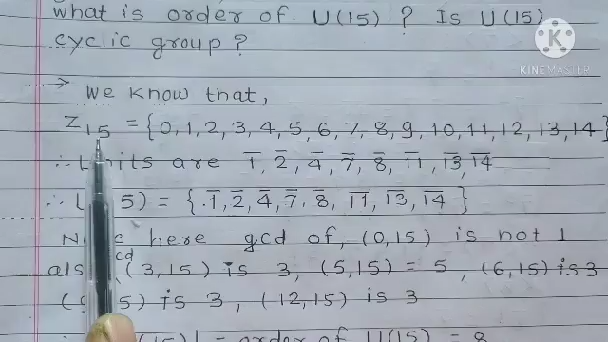 what is order of U(15) ? Is U(15)
cyclic group ?
KINEMASTER
→ We know that,
Z15 = {0, 1, 2, 3, 4, 5, 6, 7, 8, 9, 10, 11, 12, 13, 14}
∴ Units are 1̅, 2̅, 4̅, 7̅, 8̅, 1̅1̅, 1̅3̅, 1̅4̅
5) = {.1̅, 2̅, 4̅, 7̅, 8̅, 1̅1̅, 1̅3̅, 1̅4̅}
here gcd of, (0,15) is not 1
also cd (3,15) is 3, (5,15) = 5, (6,15) is 3
5) is 3, (12,15) is 3
= order of U(15) = 8